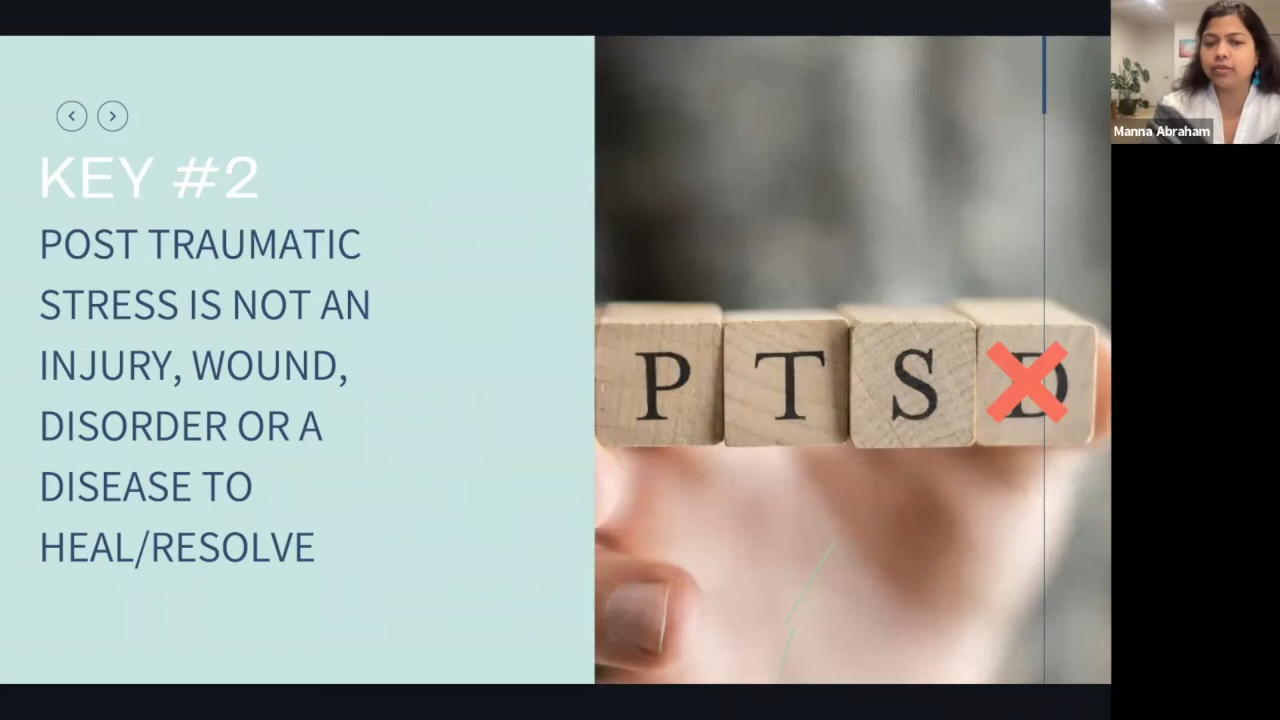 KEY #2
POST TRAUMATIC
STRESS IS NOT AN
INJURY, WOUND,
DISORDER OR A
DISEASE TO
HEAL/RESOLVE
P T S D
Manna Abraham